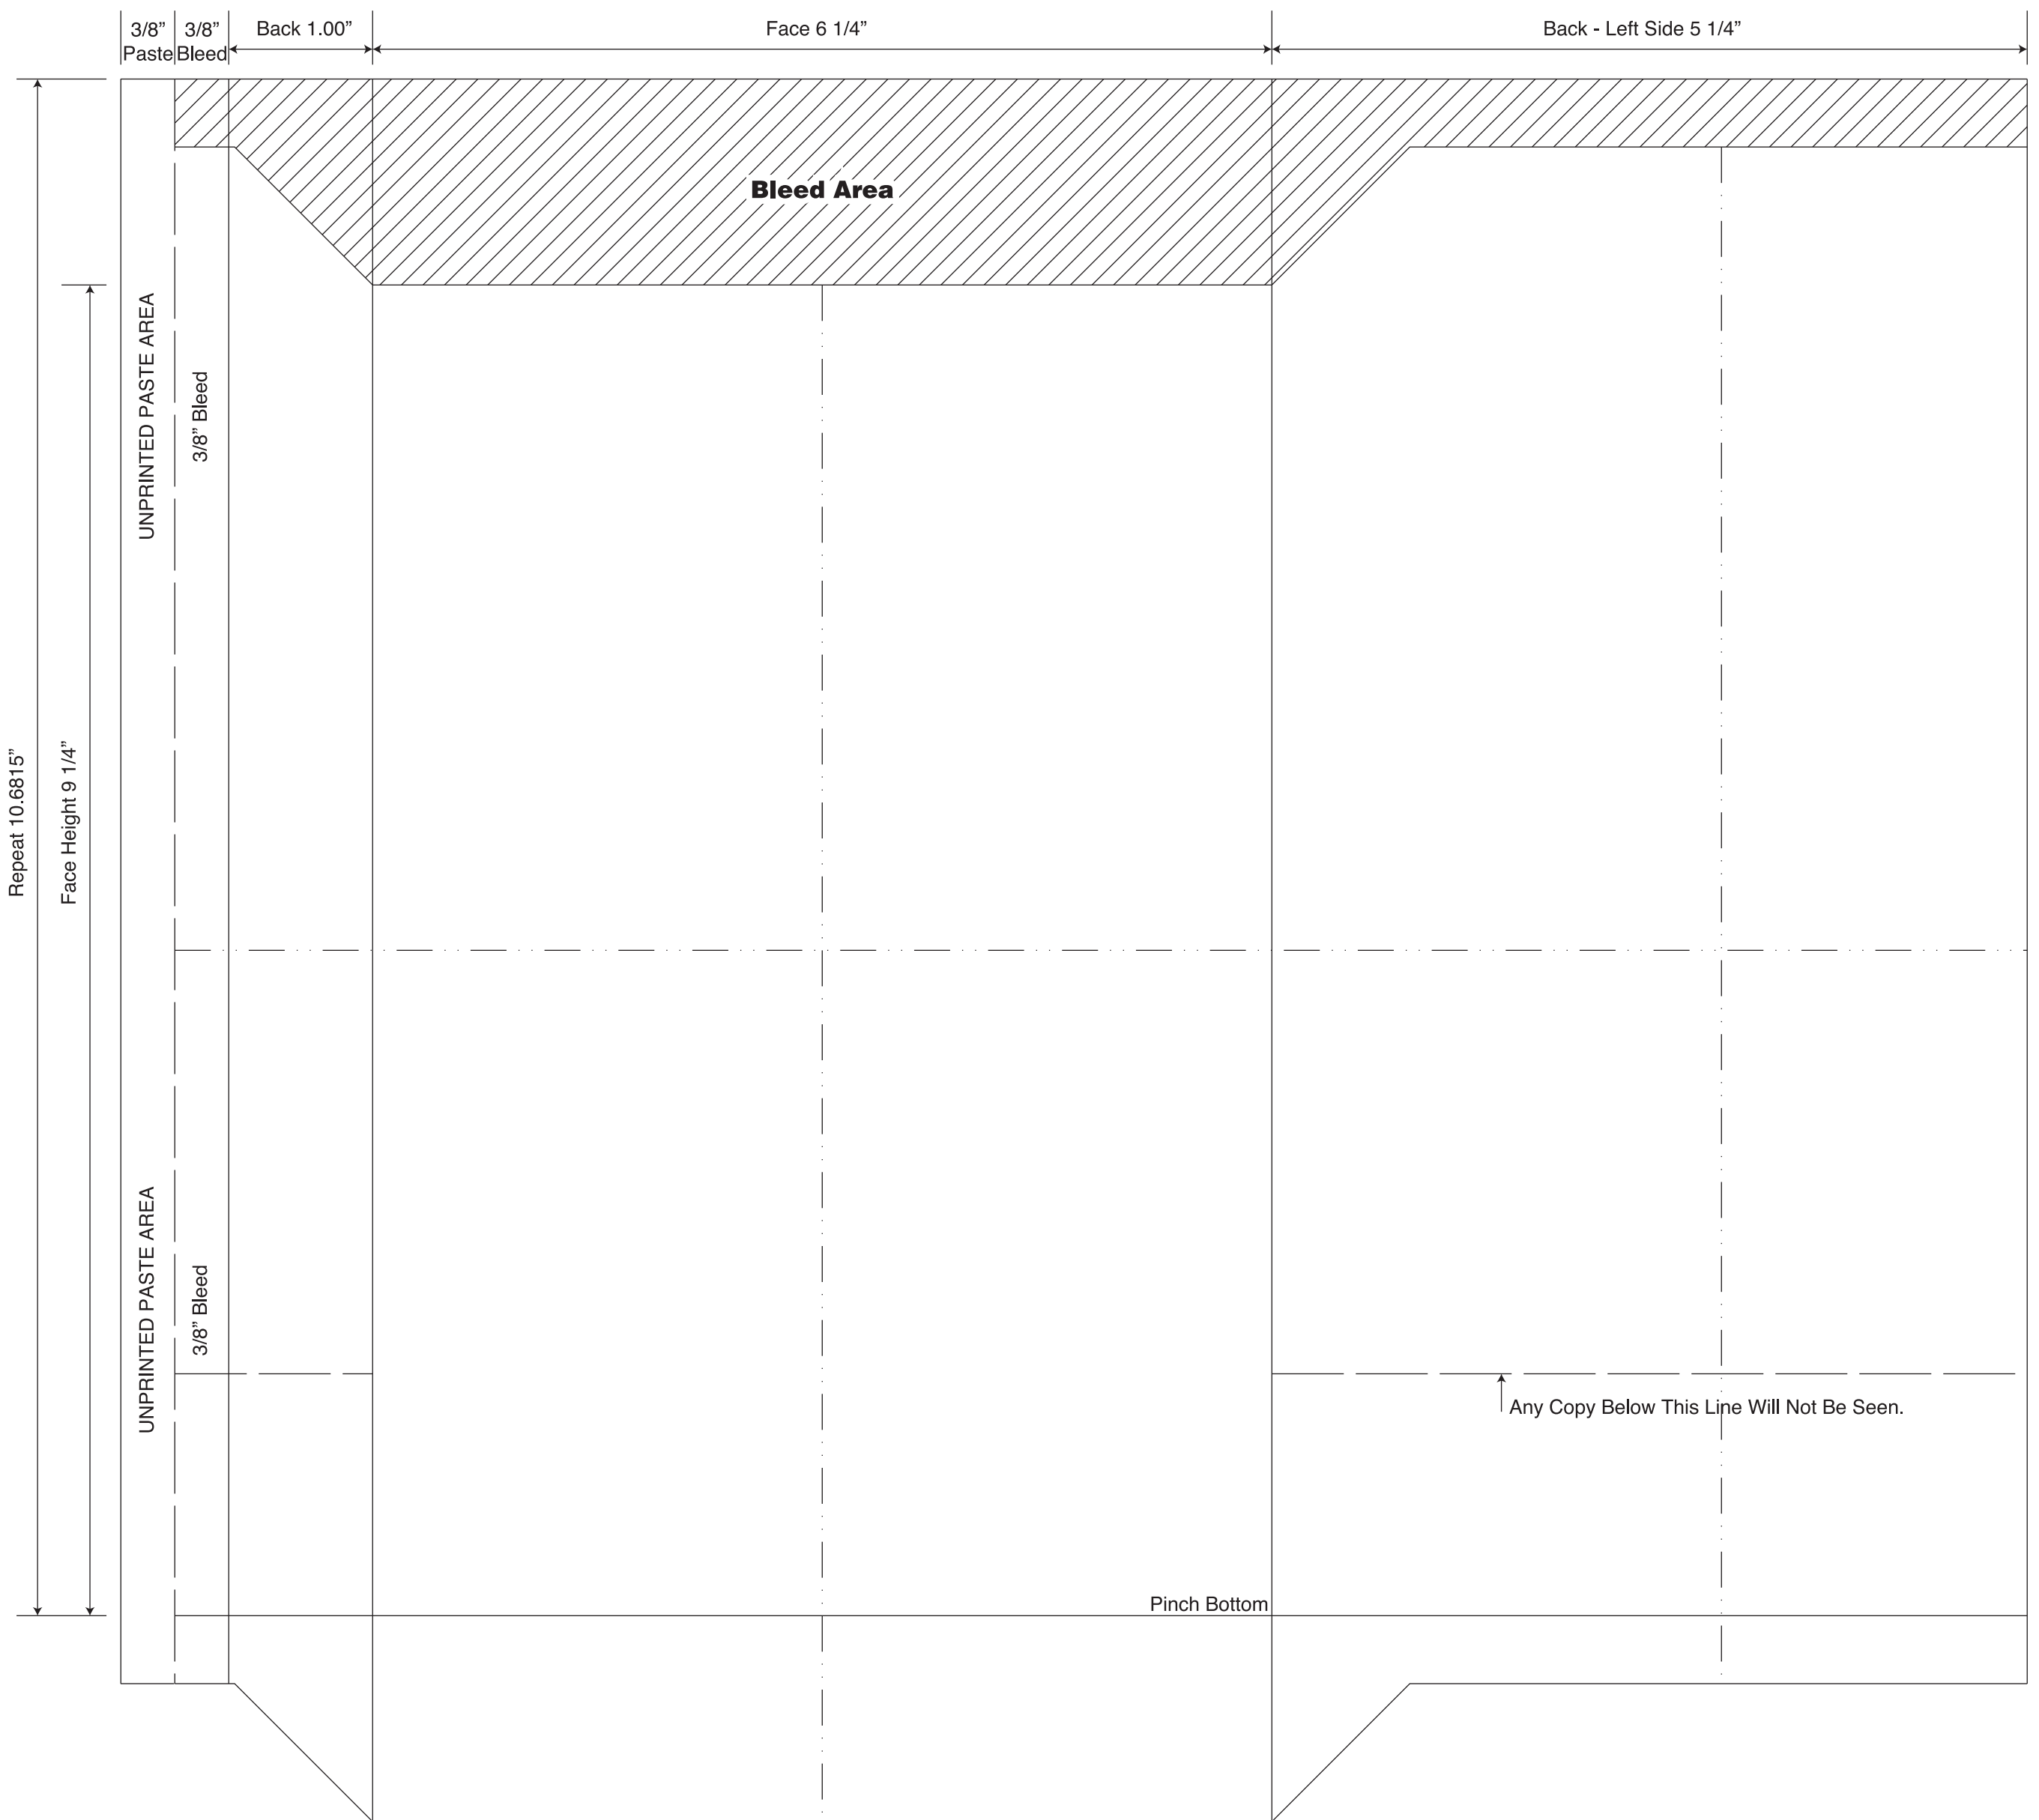 3/8”
Paste
3/8”
Bleed
Back 1.00”
Face 6 1/4”
Back - Left Side 5 1/4”
Bleed Area
UNPRINTED PASTE AREA
3/8” Bleed
Repeat 10.6815”
Face Height 9 1/4”
UNPRINTED PASTE AREA
3/8” Bleed
Any Copy Below This Line Will Not Be Seen.
Pinch Bottom